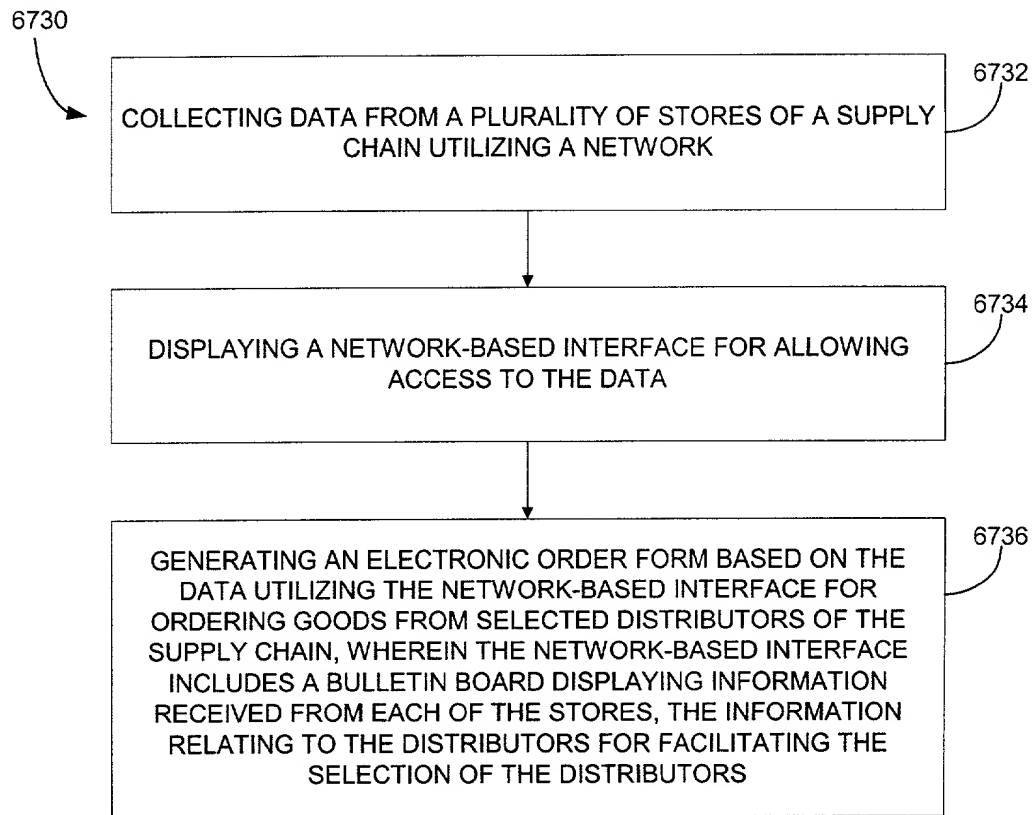 6730
6732
COLLECTING DATA FROM A PLURALITY OF STORES OF A SUPPLY
CHAIN UTILIZING A NETWORK
6734
DISPLAYING A NETWORK-BASED INTERFACE FOR ALLOWING
ACCESS TO THE DATA
6736
GENERATING AN ELECTRONIC ORDER FORM BASED ON THE
DATA UTILIZING THE NETWORK-BASED INTERFACE FOR
ORDERING GOODS FROM SELECTED DISTRIBUTORS OF THE
SUPPLY CHAIN, WHEREIN THE NETWORK-BASED INTERFACE
INCLUDES A BULLETIN BOARD DISPLAYING INFORMATION
RECEIVED FROM EACH OF THE STORES, THE INFORMATION
RELATING TO THE DISTRIBUTORS FOR FACILITATING THE
SELECTION OF THE DISTRIBUTORS